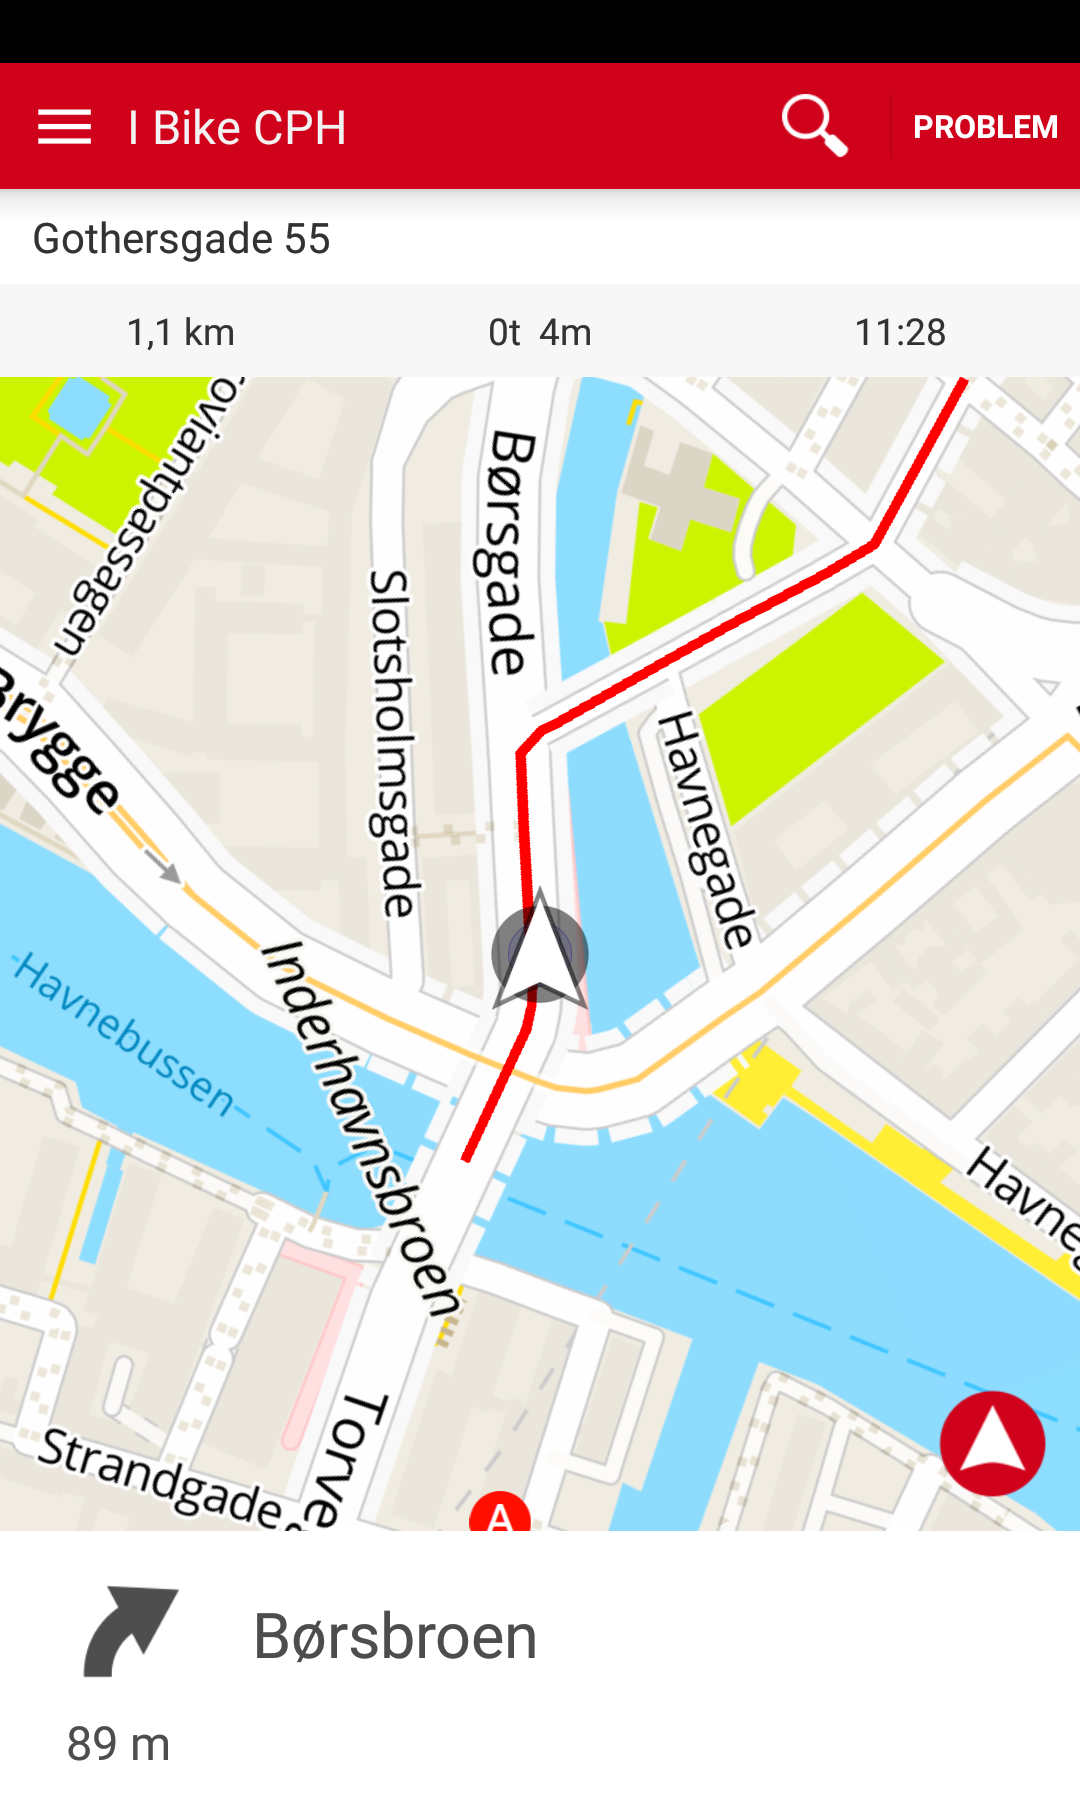 I Bike CPH
PROBLEM
Gothersgade 55
1,1 km
0t 4m
11:28
Børsgade
Slotsholmsgade
Brygge
Havnegade
Inderhavnsbroen
Havnebussen
Strandgade
A
Børsbroen
89 m